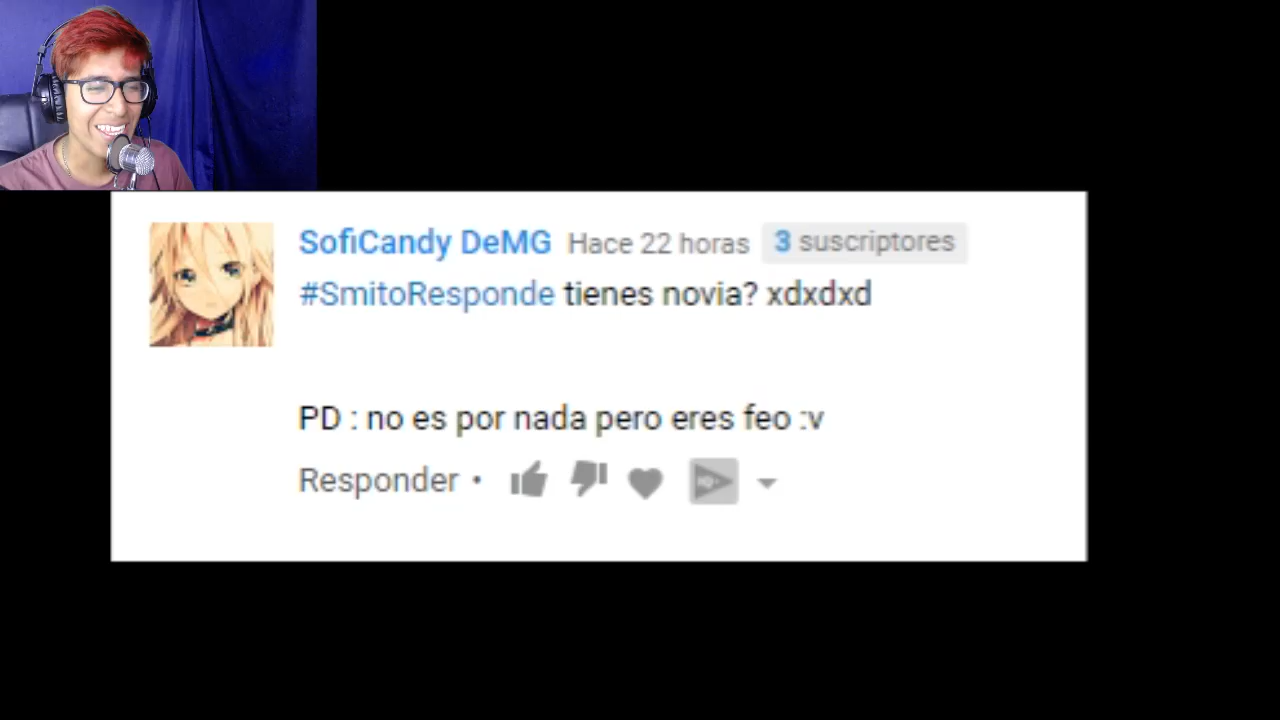 SofiCandy DeMG Hace 22 horas 3 suscriptores
#SmitoResponde tienes novia? xdxdxd
PD : no es por nada pero eres feo :v
Responder •